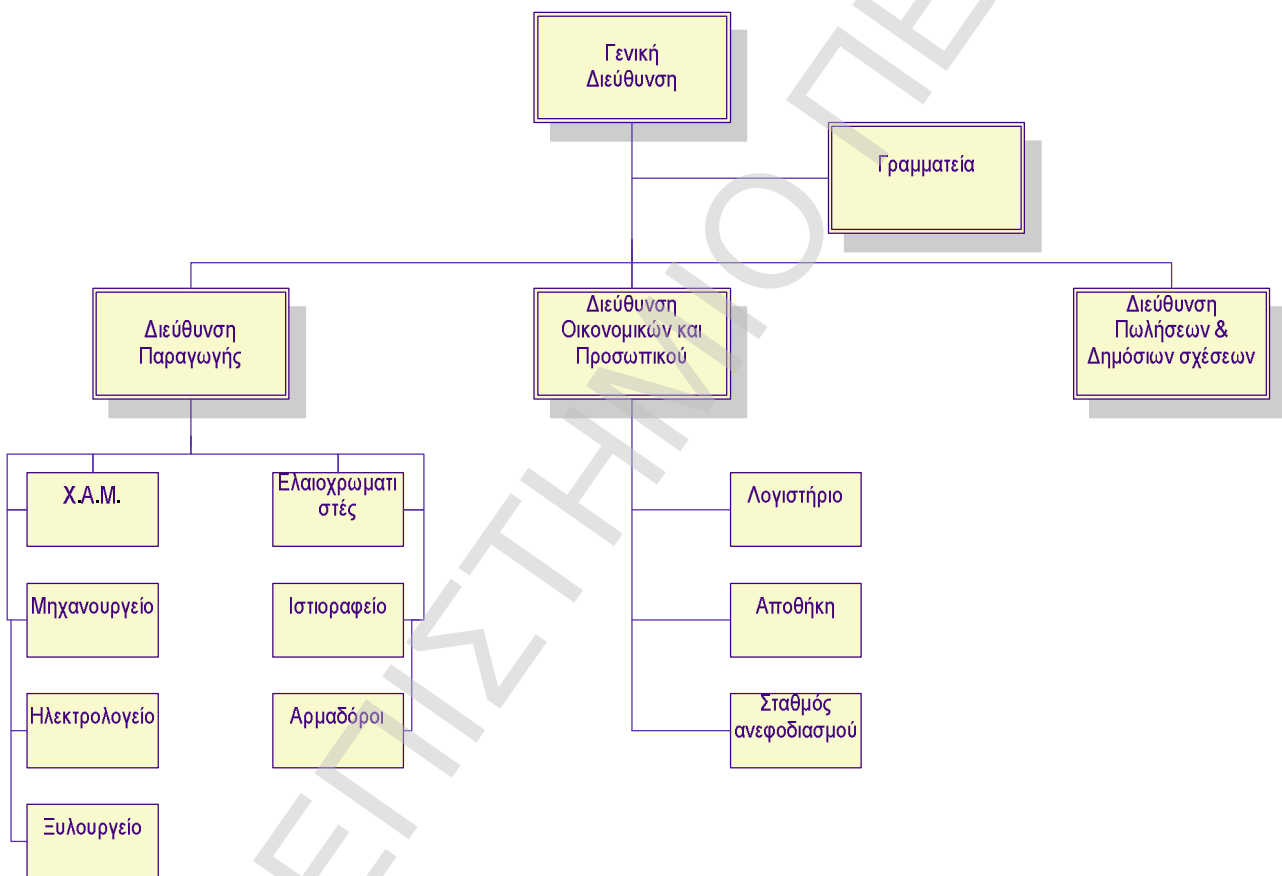 Γενική
Διεύθυνση
Γραμματεία
Διεύθυνση
Παραγωγής
Διεύθυνση
Οικονομικών και
Προσωπικού
Διεύθυνση
Πωλήσεων &
Δημόσιων σχέσεων
Χ.Α.Μ.
Ελαιοχρωματι
στές
Λογιστήριο
Μηχανουργείο
Ιστιοραφείο
Αποθήκη
Ηλεκτρολογείο
Αρμαδόροι
Σταθμός
ανεφοδιασμού
Ξυλουργείο